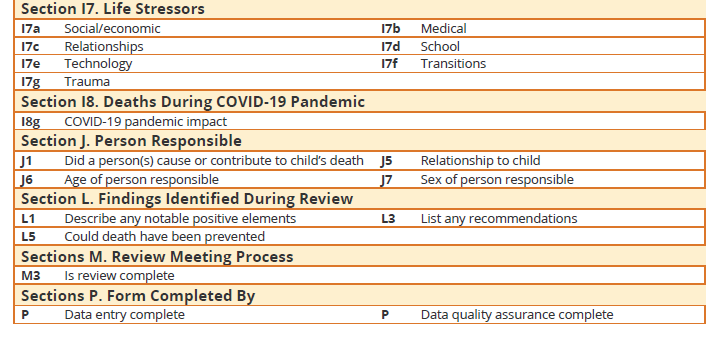 Section I7. Life Stressors
I7a Social/economic I7b Medical
I7c Relationships I7d School
I7e Technology I7f Transitions
I7g Trauma
Section I8. Deaths During COVID-19 Pandemic
I8g COVID-19 pandemic impact
Section J. Person Responsible
J1 Did a person(s) cause or contribute to child's death J5 Relationship to child
J6 Age of person responsible J7 Sex of person responsible
Section L. Findings Identified During Review
L1 Describe any notable positive elements L3 List any recommendations
L5 Could death have been prevented
Sections M. Review Meeting Process
M3 Is review complete
Sections P. Form Completed By
P Data entry complete P Data quality assurance complete